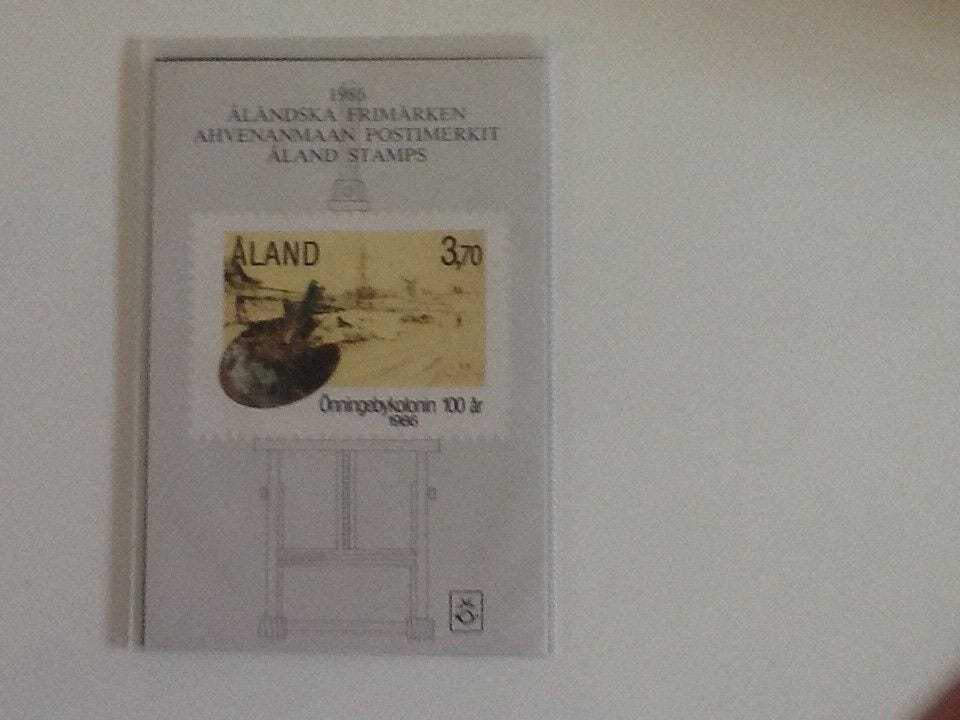 1986
ÅLÄNDSKA FRIMÄRKEN
AHVENANMAAN POSTIMERKIT
ÅLAND STAMPS
ÅLAND 3,70
Önningebykolonin 100 år
1986